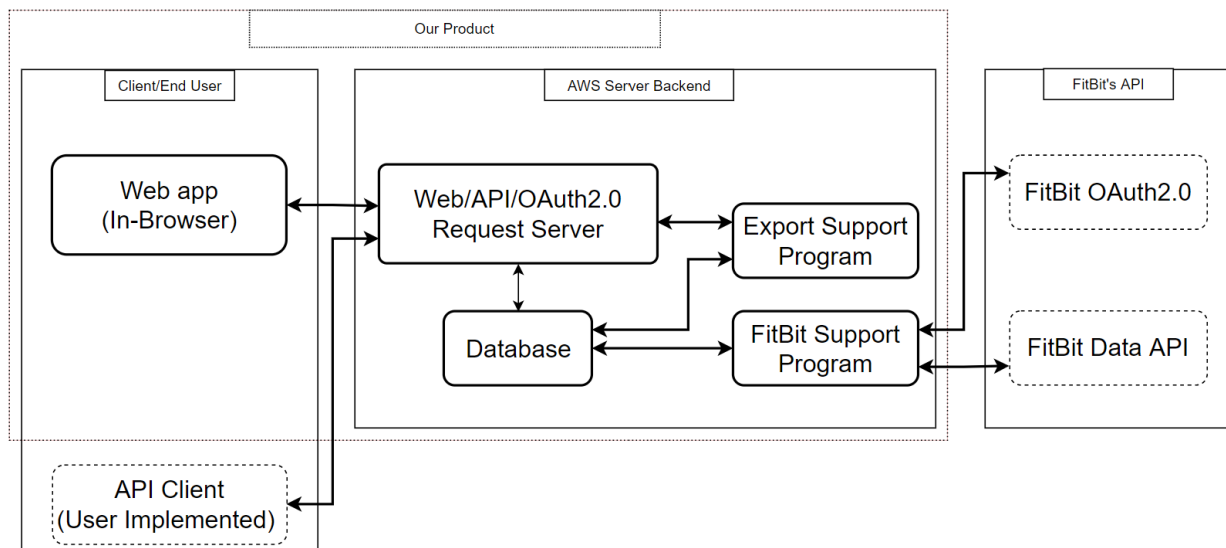 Our Product
Client/End User
AWS Server Backend
FitBit's API
Web app
(In-Browser)
Web/API/OAuth2.0
Request Server
Export Support
Program
FitBit OAuth2.0
Database
FitBit Support
Program
FitBit Data API
API Client
(User Implemented)